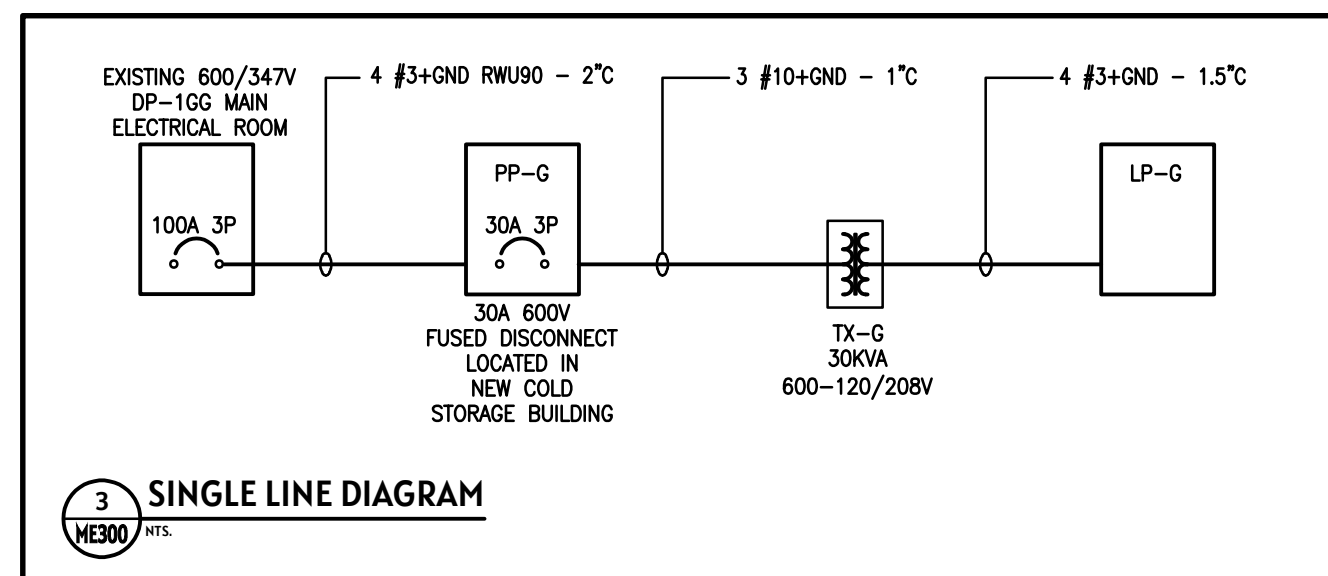 EXISTING 600/347V
DP-1GG MAIN
ELECTRICAL ROOM
100A 3P
4 #3+GND RWU90 - 2"C
PP-G
30A 3P
30A 600V
FUSED DISCONNECT
LOCATED IN
NEW COLD
STORAGE BUILDING
3 #10+GND - 1"C
TX-G
30KVA
600-120/208V
4 #3+GND - 1.5"C
LP-G
3
ME300
SINGLE LINE DIAGRAM
NTS.